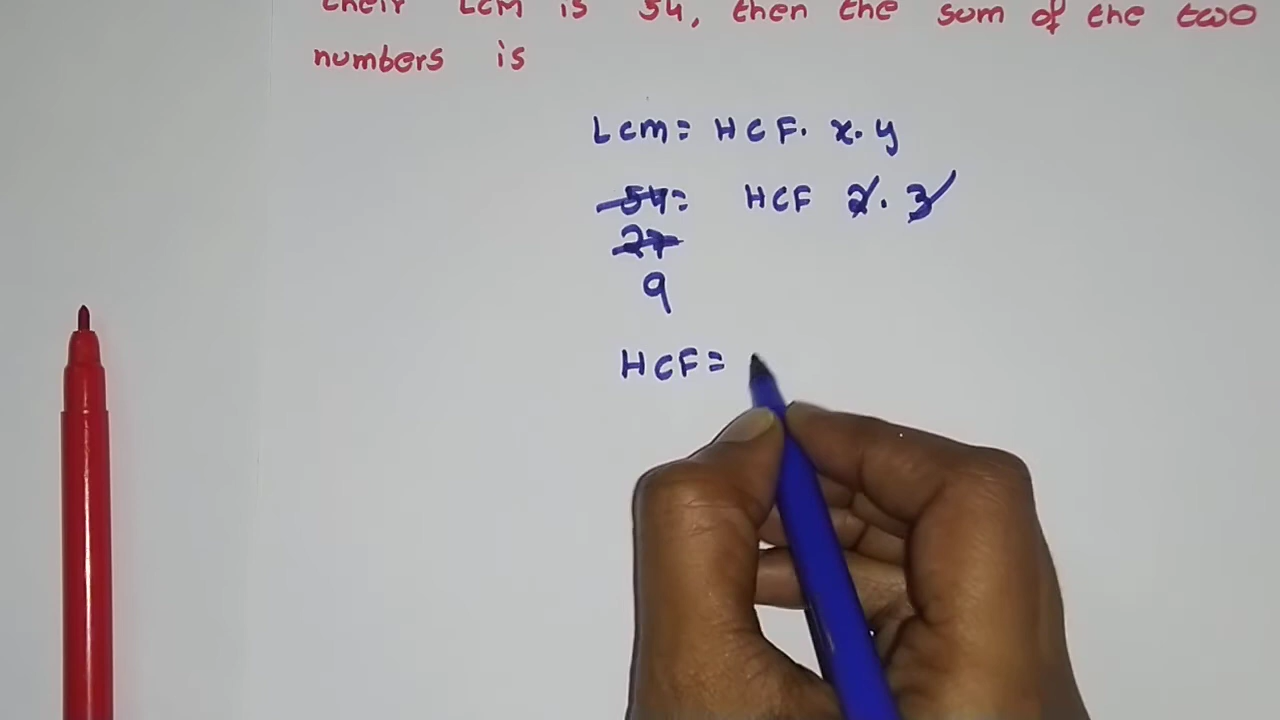 their LCM is 54, then the sum of the two
numbers is
LCM = HCF. x. y
54 = HCF 2. 3
27
9
HCF =